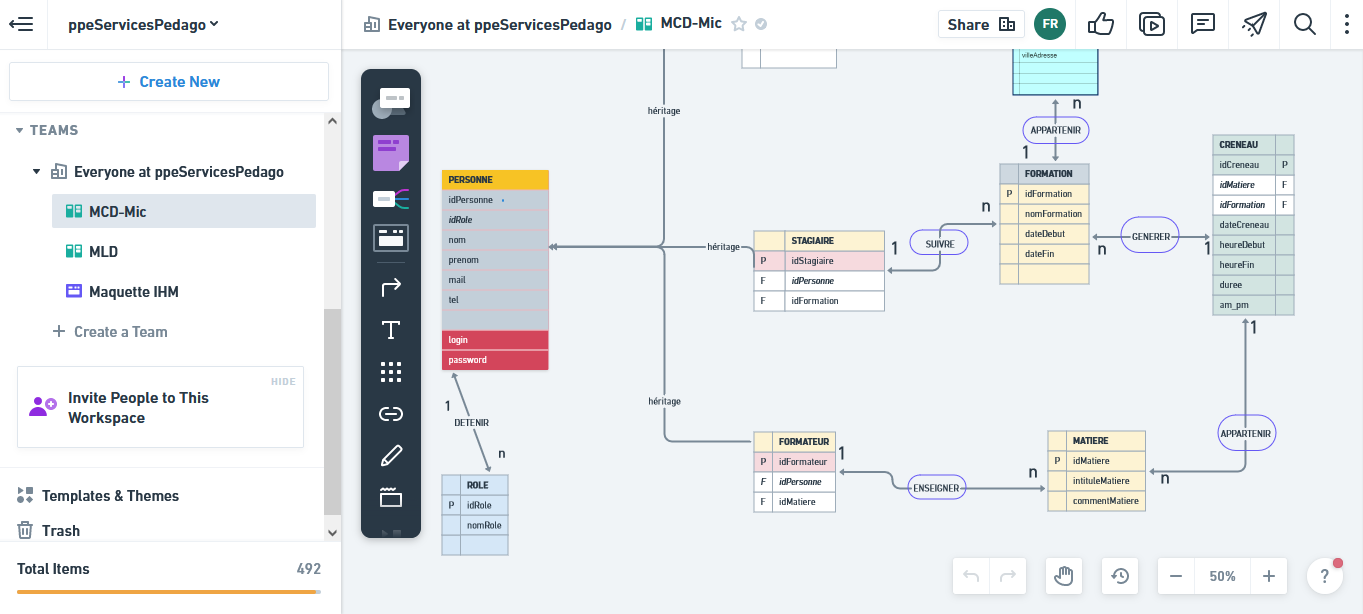 ppeServicesPedago
Everyone at ppeServicesPedago / MCD-Mic
Share
FR
+ Create New
TEAMS
Everyone at ppeServicesPedago
MCD-Mic
MLD
Maquette IHM
+ Create a Team
HIDE
Invite People to This
Workspace
Templates & Themes
Trash
Total Items 492
villeAdresse
n
APPARTENIR
1
héritage
PERSONNE
idPersonne
idRole
nom
prenom
mail
tel
login
password
1
DETENIR
n
ROLE
P idRole
nomRole
héritage
STAGIAIRE
P idStagiaire
F idPersonne
F idFormation
1
SUIVRE
n
FORMATION
P idFormation
nomFormation
dateDebut
dateFin
n
GENERER
1
CRENEAU
idCreneau P
idMatiere F
idFormation F
dateCreneau
heureDebut
heureFin
duree
am_pm
1
APPARTENIR
n
héritage
FORMATEUR
P idFormateur
F idPersonne
F idMatiere
1
ENSEIGNER
n
MATIERE
P idMatiere
intituleMatiere
commentMatiere
50%
?